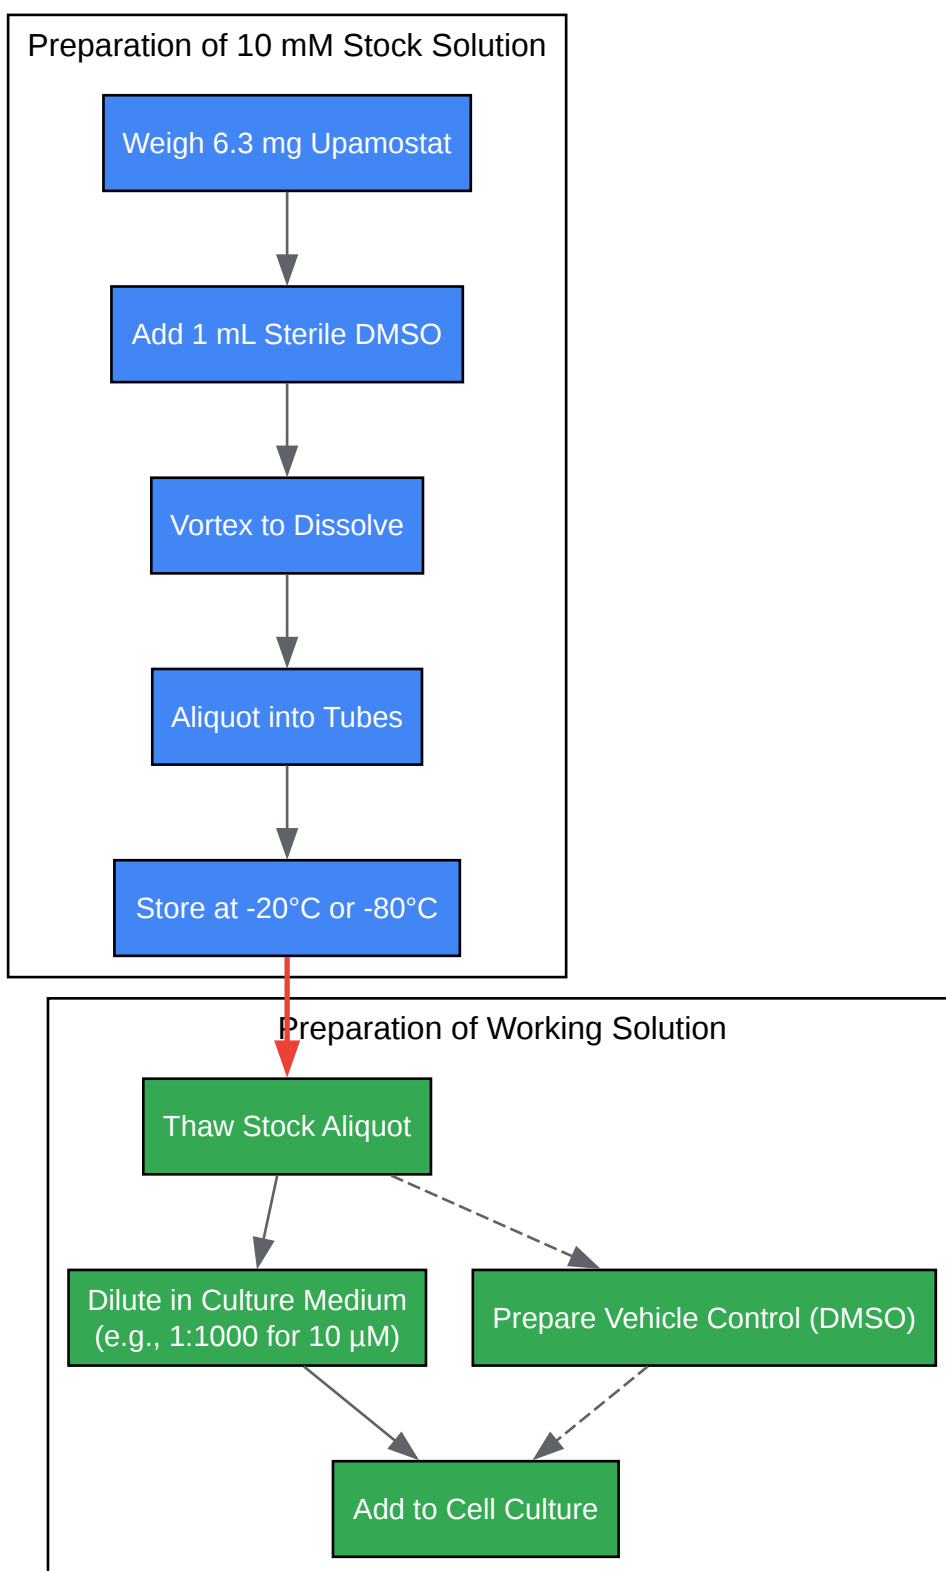 Preparation of 10 mM Stock Solution
Weigh 6.3 mg Upamostat
Add 1 mL Sterile DMSO
Vortex to Dissolve
Aliquot into Tubes
Store at -20°C or -80°C
Preparation of Working Solution
Thaw Stock Aliquot
Dilute in Culture Medium
(e.g., 1:1000 for 10 µM)
Prepare Vehicle Control (DMSO)
Add to Cell Culture